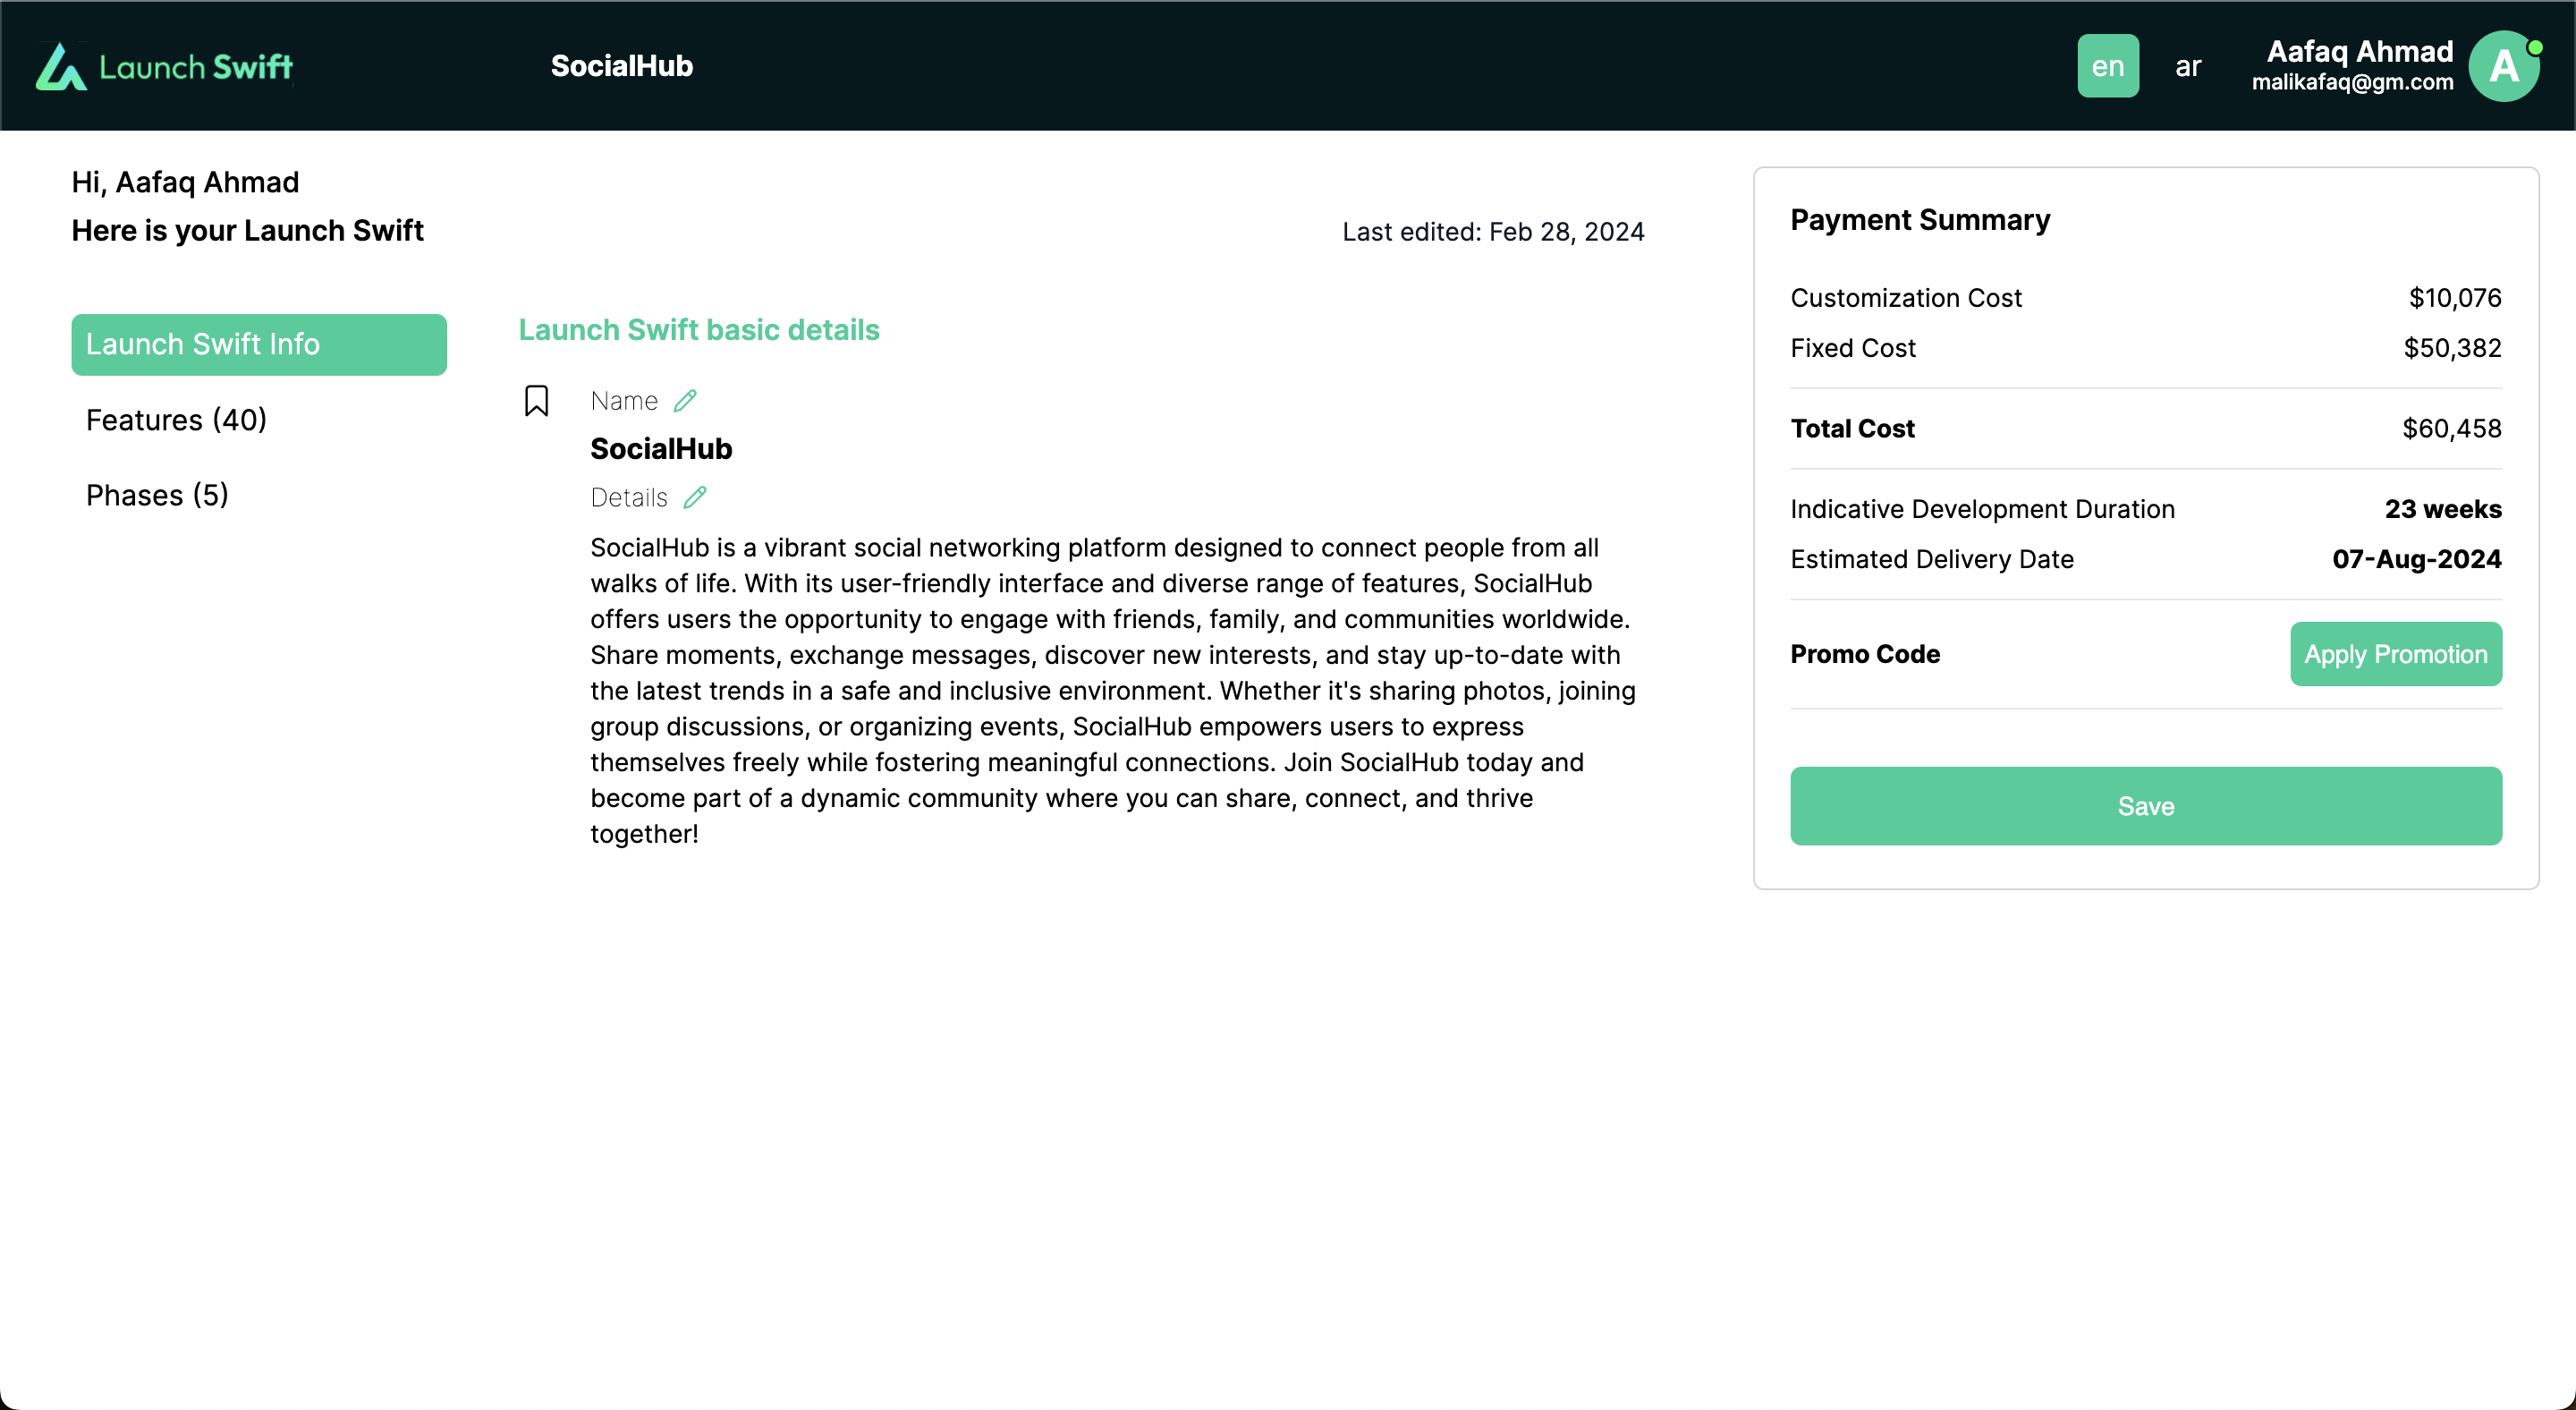 Launch Swift
SocialHub
en
ar
Aafaq Ahmad
malikafaq@gm.com
A
Hi, Aafaq Ahmad
Here is your Launch Swift
Last edited: Feb 28, 2024
Launch Swift Info
Features (40)
Phases (5)
Launch Swift basic details
Name
SocialHub
Details
SocialHub is a vibrant social networking platform designed to connect people from all
walks of life. With its user-friendly interface and diverse range of features, SocialHub
offers users the opportunity to engage with friends, family, and communities worldwide.
Share moments, exchange messages, discover new interests, and stay up-to-date with
the latest trends in a safe and inclusive environment. Whether it's sharing photos, joining
group discussions, or organizing events, SocialHub empowers users to express
themselves freely while fostering meaningful connections. Join SocialHub today and
become part of a dynamic community where you can share, connect, and thrive
together!
Payment Summary
Customization Cost $10,076
Fixed Cost $50,382
Total Cost $60,458
Indicative Development Duration 23 weeks
Estimated Delivery Date 07-Aug-2024
Promo Code Apply Promotion
Save